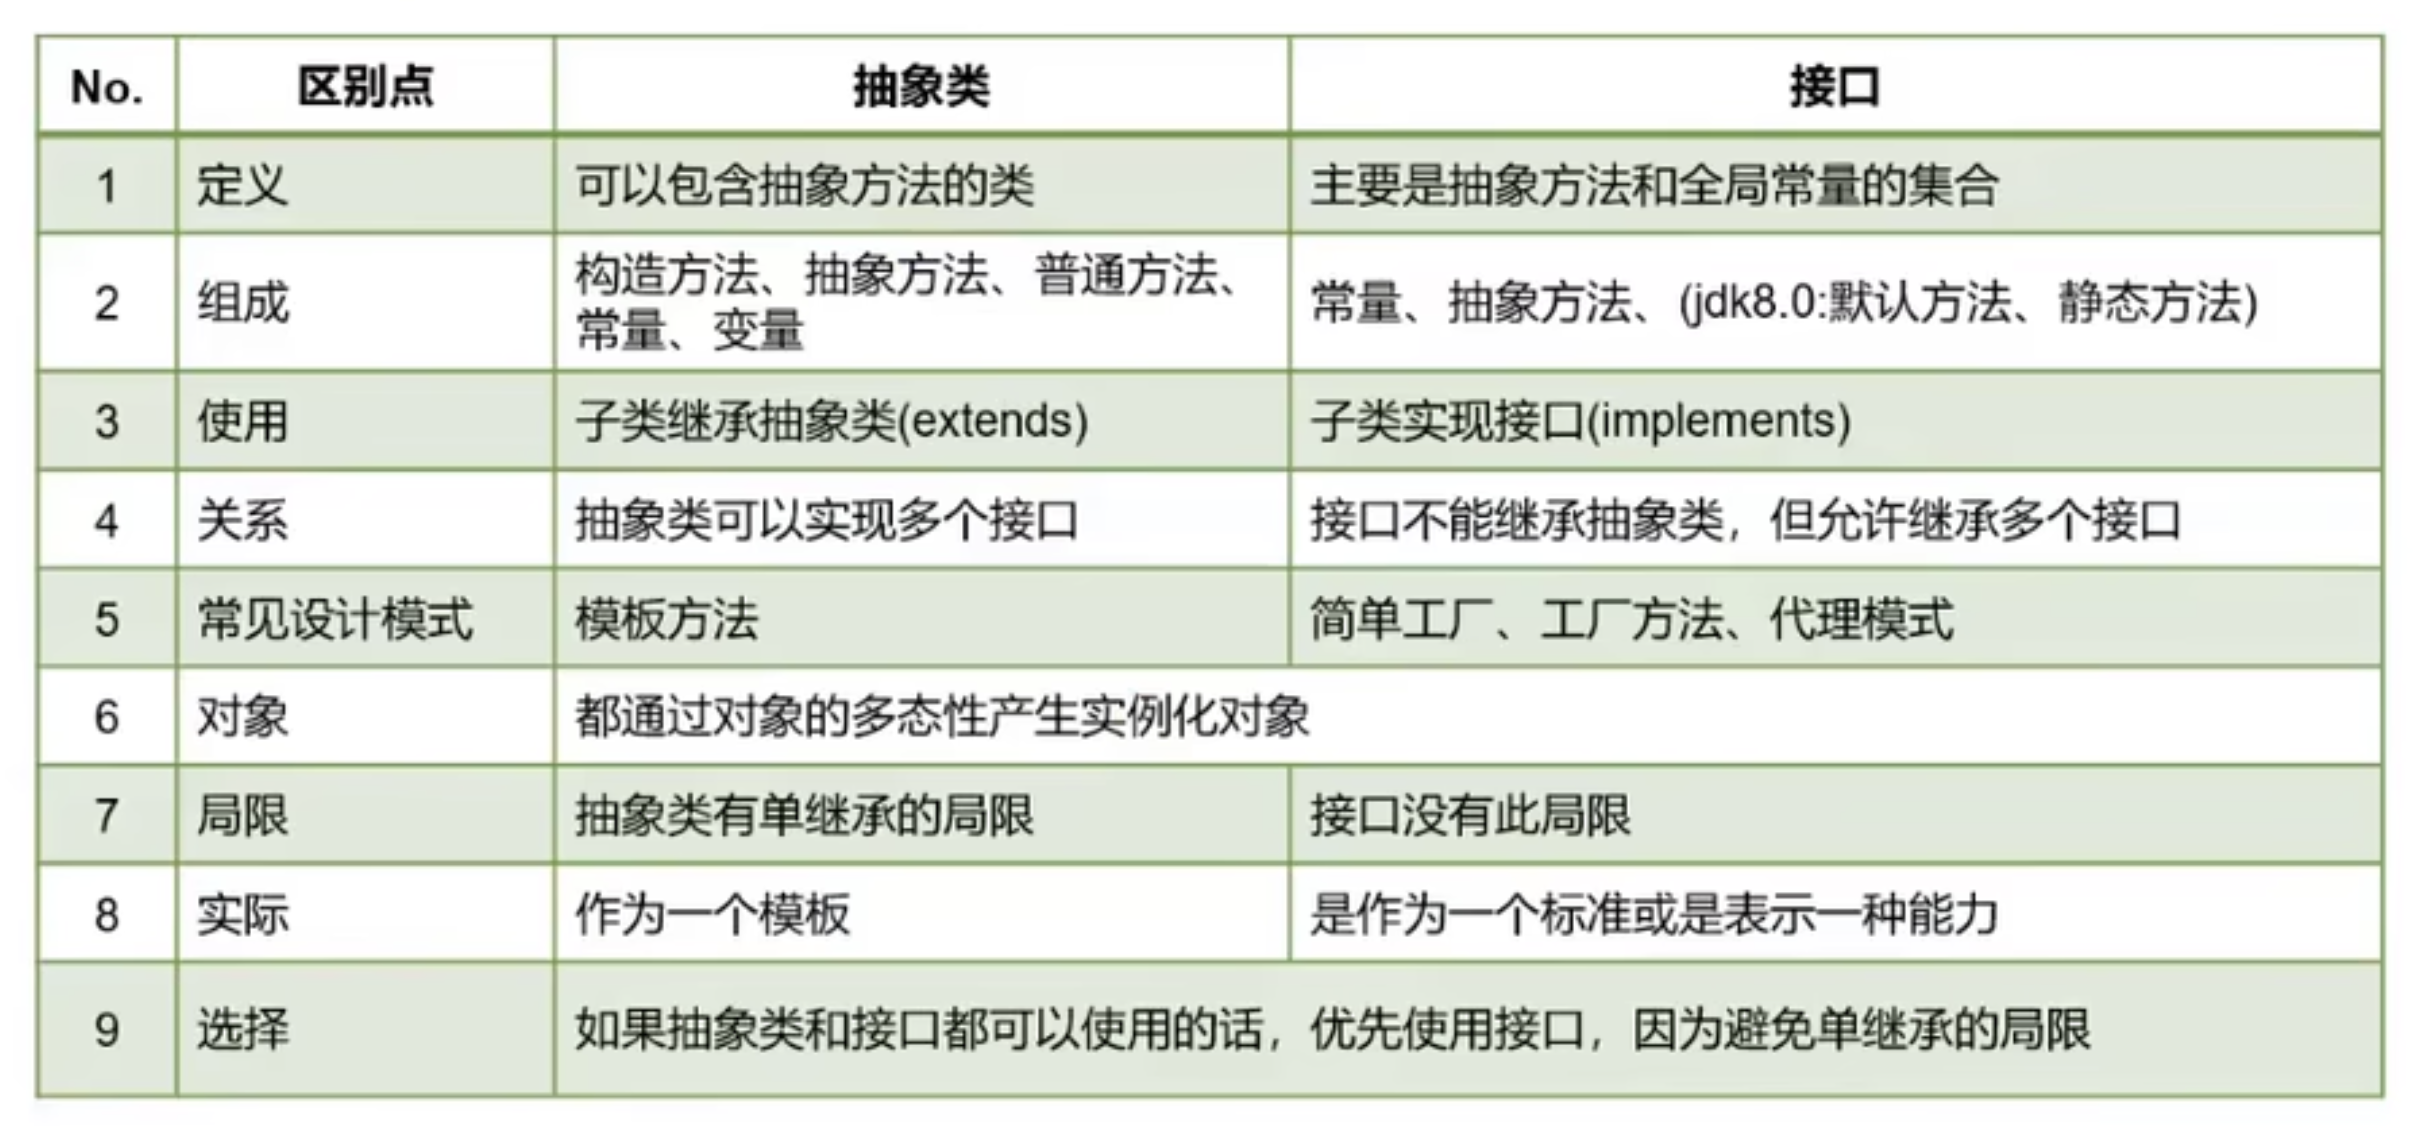 No. 区别点 抽象类 接口
1 定义 可以包含抽象方法的类 主要是抽象方法和全局常量的集合
2 组成 构造方法、抽象方法、普通方法、
常量、变量 常量、抽象方法、(jdk8.0:默认方法、静态方法)
3 使用 子类继承抽象类(extends) 子类实现接口(implements)
4 关系 抽象类可以实现多个接口 接口不能继承抽象类，但允许继承多个接口
5 常见设计模式 模板方法 简单工厂、工厂方法、代理模式
6 对象 都通过对象的多态性产生实例化对象
7 局限 抽象类有单继承的局限 接口没有此局限
8 实际 作为一个模板 是作为一个标准或是表示一种能力
9 选择 如果抽象类和接口都可以使用的话，优先使用接口，因为避免单继承的局限